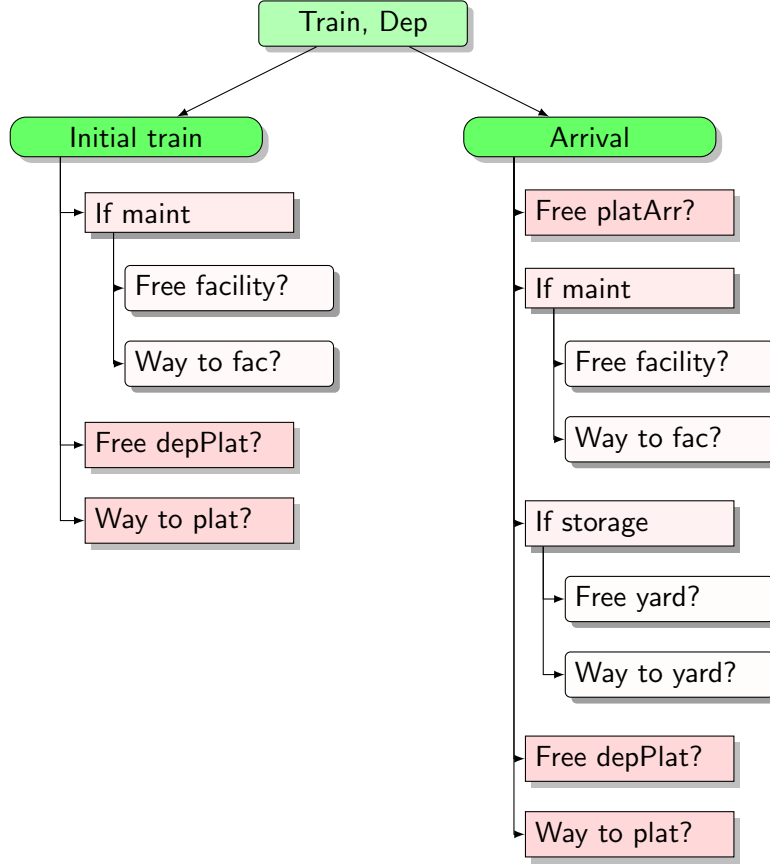 Train, Dep
Initial train
If maint
Free facility?
Way to fac?
Free depPlat?
Way to plat?
Arrival
Free platArr?
If maint
Free facility?
Way to fac?
If storage
Free yard?
Way to yard?
Free depPlat?
Way to plat?